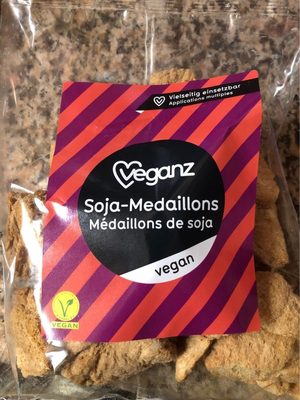 Vielseitig einsetzbar
Applications multiples
Veganz
Soja-Medaillons
Médaillons de soja
vegan
VEGAN